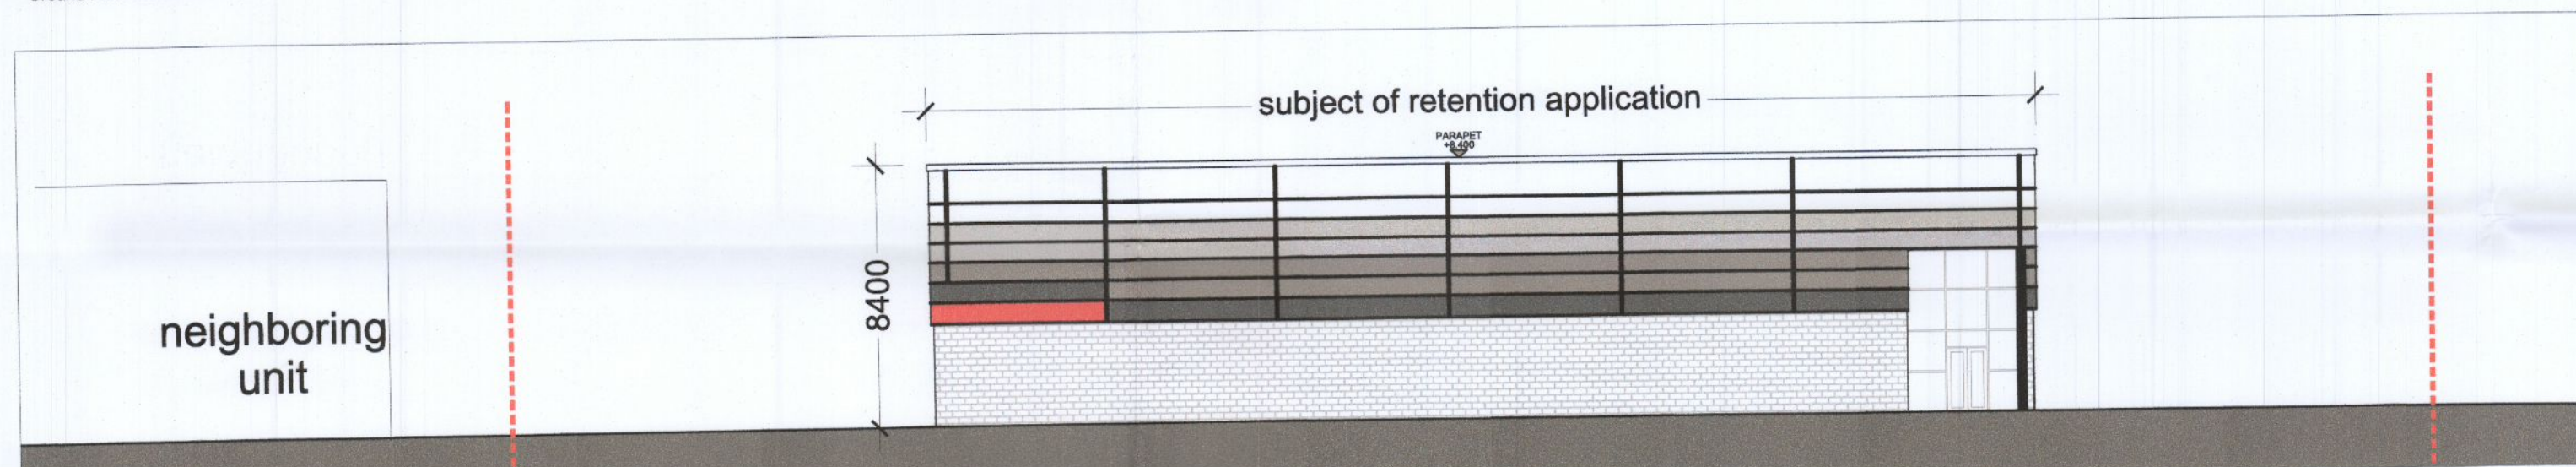 subject of retention application
PARAPET
+8.400
8400
neighboring
unit